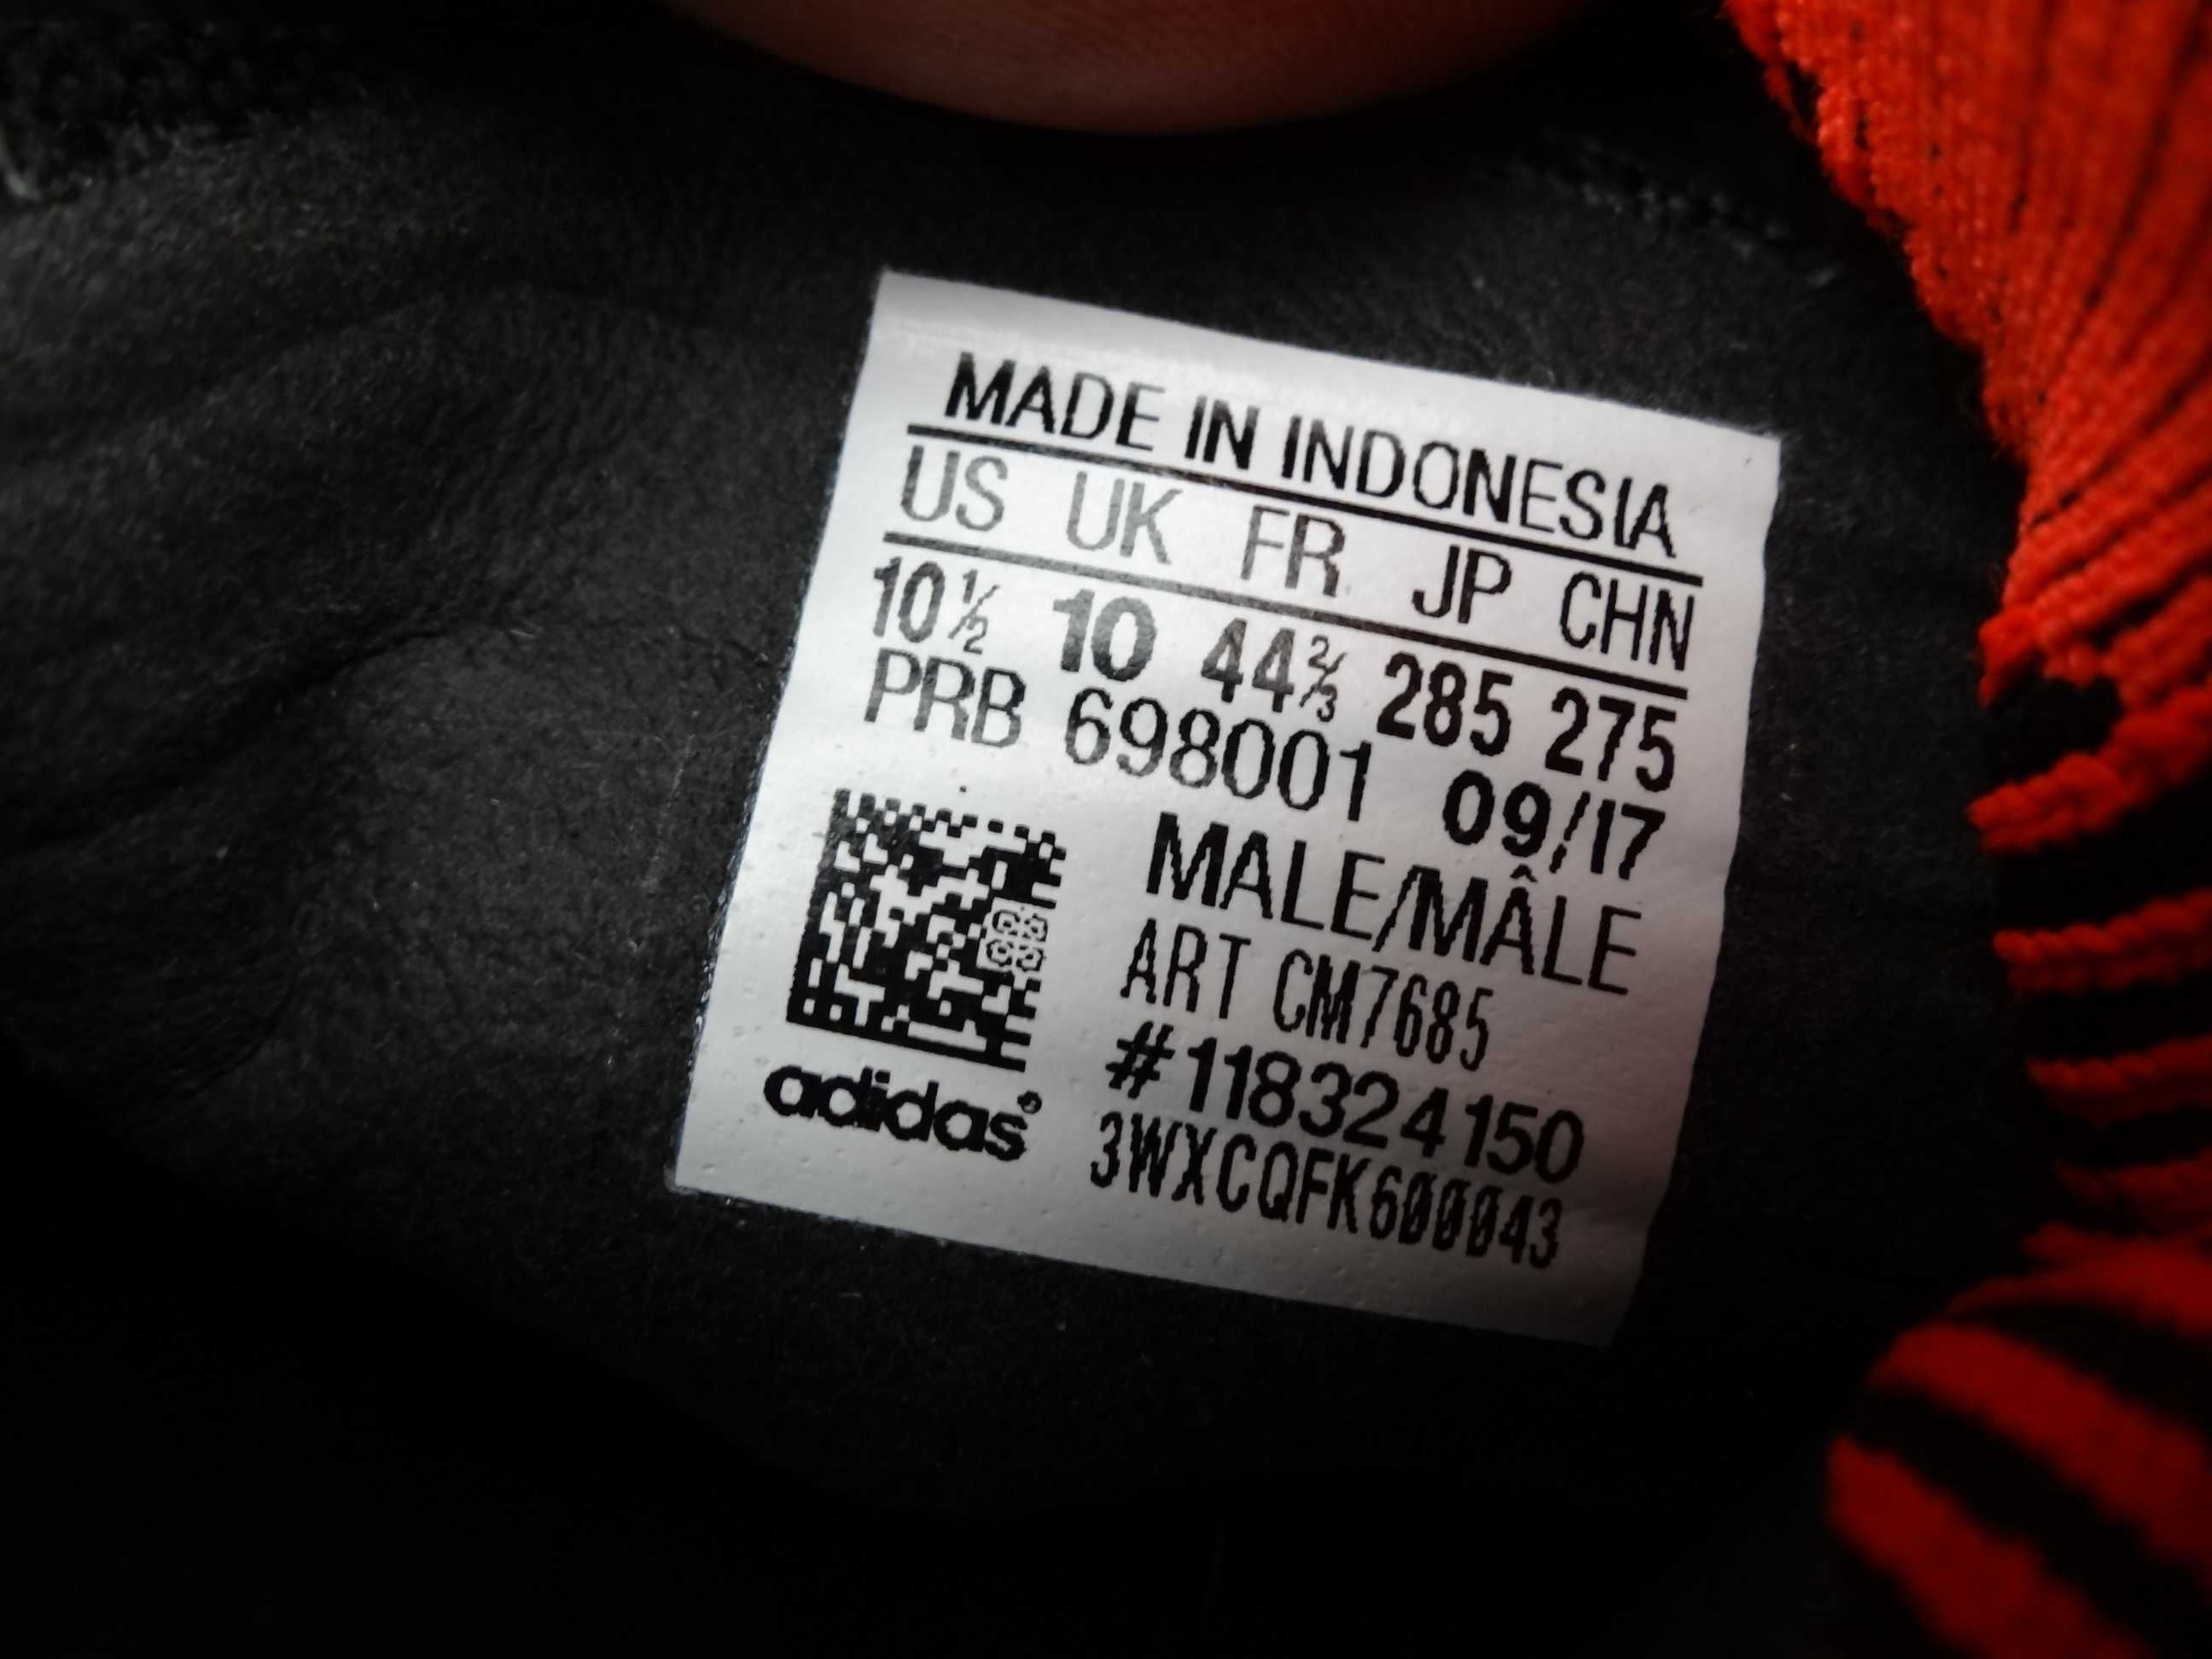 MADE IN INDONESIA
US UK FR JP CHN
10½ 10 44⅔ 285 275
PRB 698001 09/17
MALE/MÂLE
ART CM7685
#118324150
3WXCQFK600043
adidas®